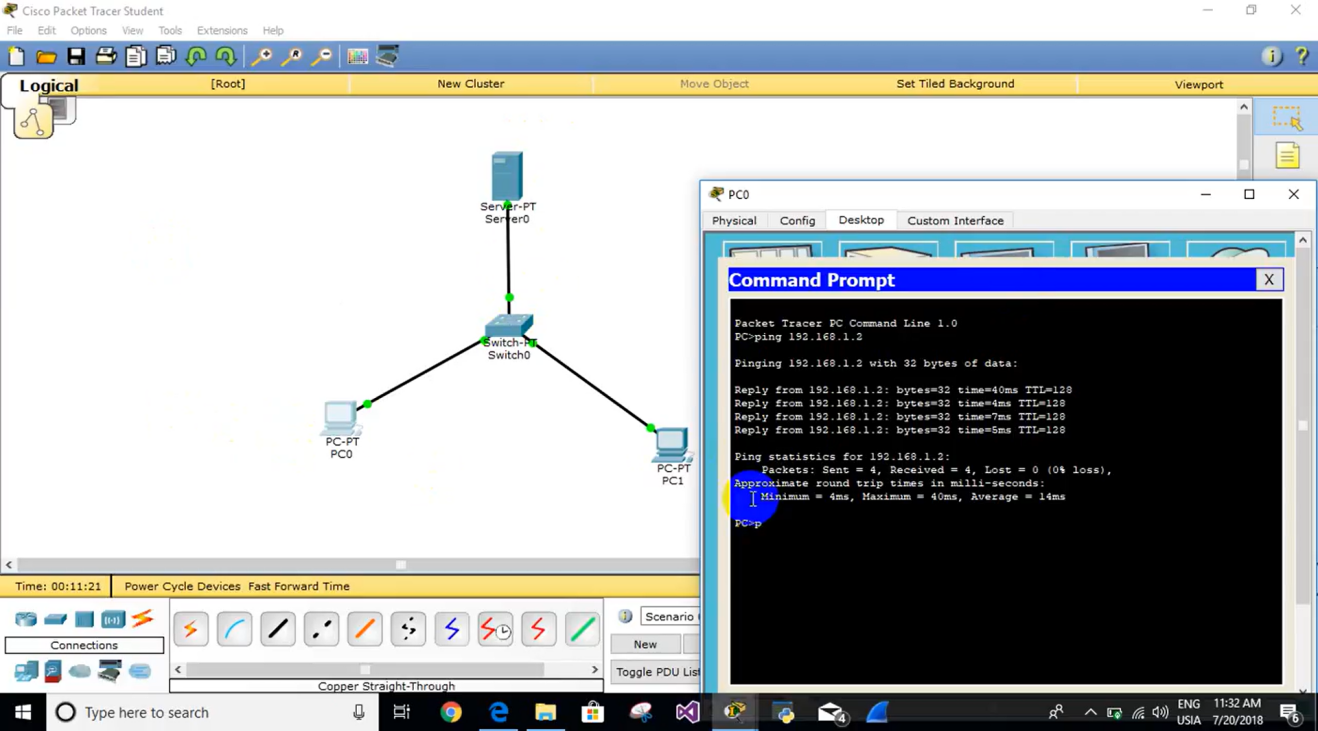 Cisco Packet Tracer Student
File Edit Options View Tools Extensions Help
Logical [Root] New Cluster Move Object Set Tiled Background Viewport
Server-PT
Server0
Switch-PT
Switch0
PC-PT
PC0
PC-PT
PC1
PC0
Physical Config Desktop Custom Interface
Command Prompt X
Packet Tracer PC Command Line 1.0
PC>ping 192.168.1.2
Pinging 192.168.1.2 with 32 bytes of data:
Reply from 192.168.1.2: bytes=32 time=40ms TTL=128
Reply from 192.168.1.2: bytes=32 time=4ms TTL=128
Reply from 192.168.1.2: bytes=32 time=7ms TTL=128
Reply from 192.168.1.2: bytes=32 time=5ms TTL=128
Ping statistics for 192.168.1.2:
Packets: Sent = 4, Received = 4, Lost = 0 (0% loss),
Approximate round trip times in milli-seconds:
Minimum = 4ms, Maximum = 40ms, Average = 14ms
PC>p
Time: 00:11:21 Power Cycle Devices Fast Forward Time
Connections
Copper Straight-Through
Scenario
New
Toggle PDU List
Type here to search
4
ENG
USIA
11:32 AM
7/20/2018
6